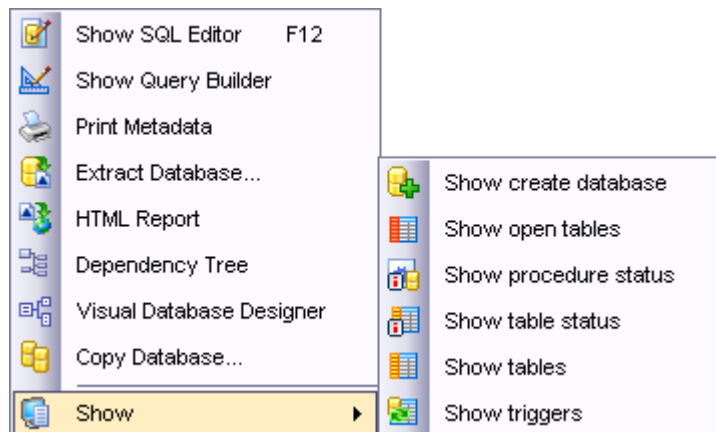 Show SQL Editor F12
Show Query Builder
Print Metadata
Extract Database...
HTML Report
Dependency Tree
Visual Database Designer
Copy Database...
Show
Show create database
Show open tables
Show procedure status
Show table status
Show tables
Show triggers